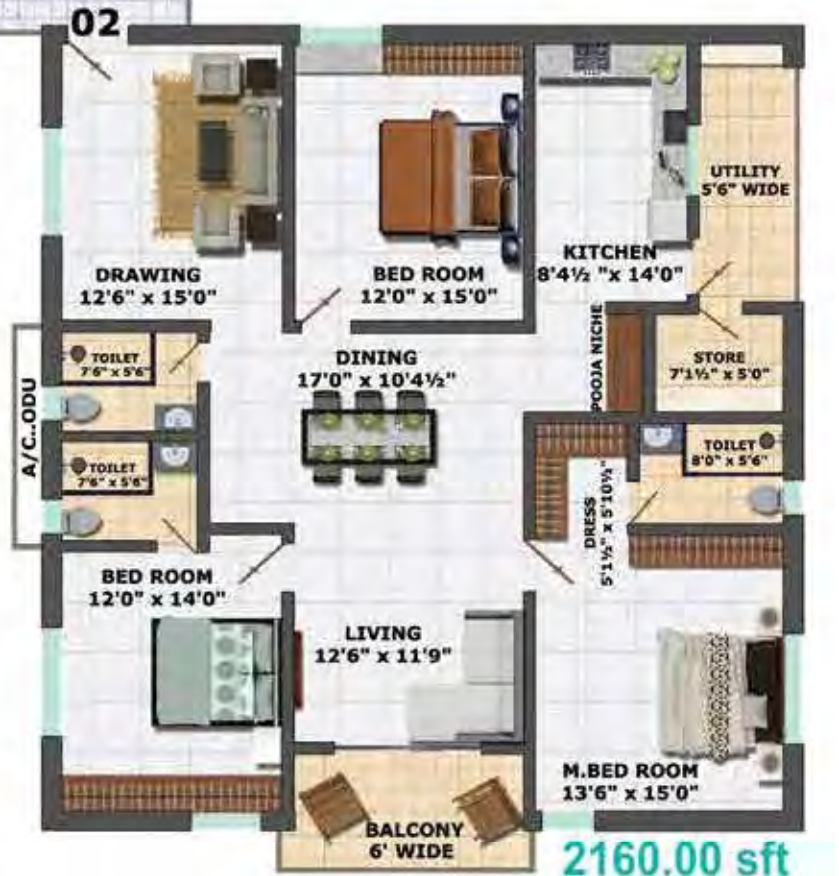 02
DRAWING
12'6" x 15'0"
BED ROOM
12'0" x 15'0"
KITCHEN
8'4½ "x 14'0"
UTILITY
5'6" WIDE
TOILET
7'6" x 5'6"
DINING
17'0" x 10'4½"
POOJA NICHE
STORE
7'1½" x 5'0"
A/C..ODU
TOILET
7'6" x 5'6"
TOILET
8'0" x 5'6"
DRESS
5'1½" x 5'10½"
BED ROOM
12'0" x 14'0"
LIVING
12'6" x 11'9"
M.BED ROOM
13'6" x 15'0"
BALCONY
6' WIDE
2160.00 sft